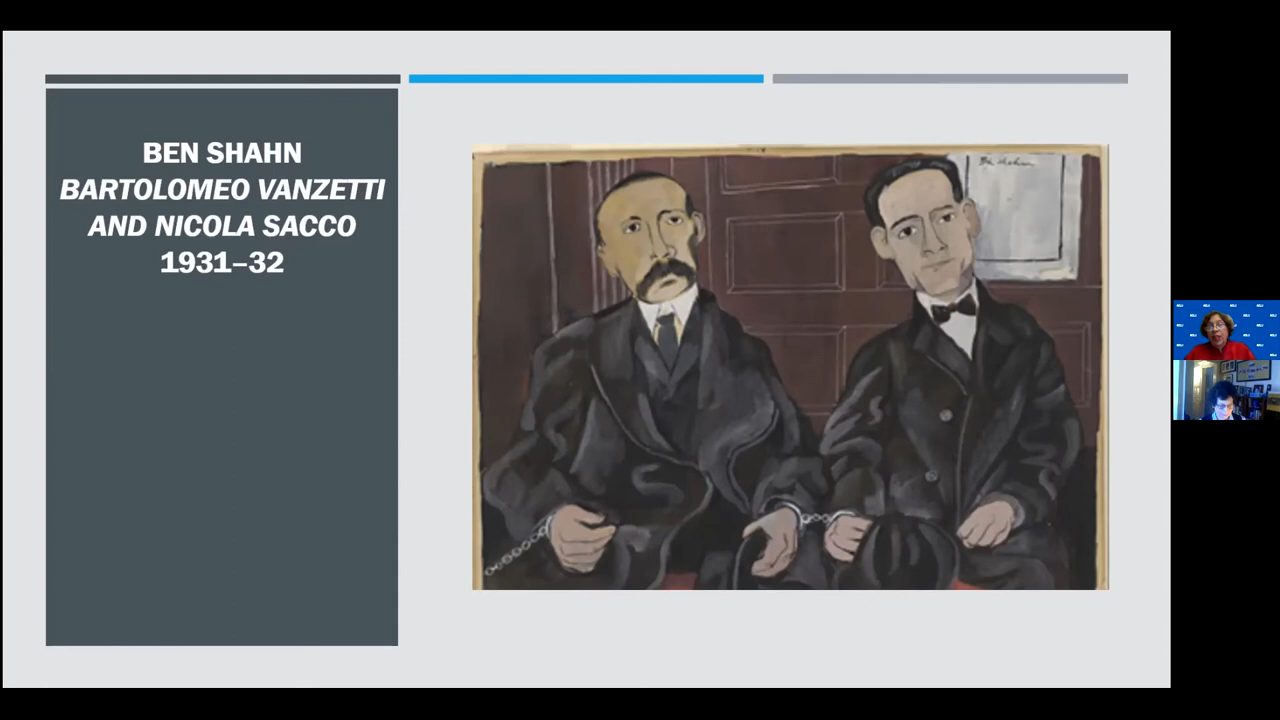 BEN SHAHN
BARTOLOMEO VANZETTI
AND NICOLA SACCO
1931–32
Ben Shahn